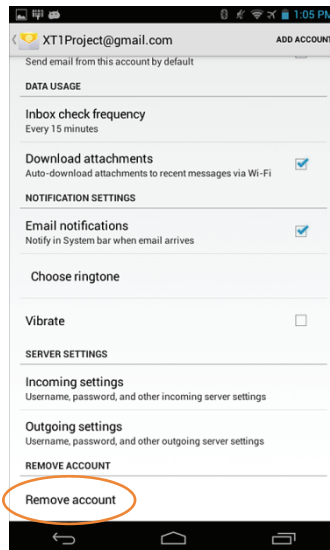 1:05 PM
XT1Project@gmail.com ADD ACCOUNT
Send email from this account by default
DATA USAGE
Inbox check frequency
Every 15 minutes
Download attachments
Auto-download attachments to recent messages via Wi-Fi
NOTIFICATION SETTINGS
Email notifications
Notify in System bar when email arrives
Choose ringtone
Vibrate
SERVER SETTINGS
Incoming settings
Username, password, and other incoming server settings
Outgoing settings
Username, password, and other outgoing server settings
REMOVE ACCOUNT
Remove account